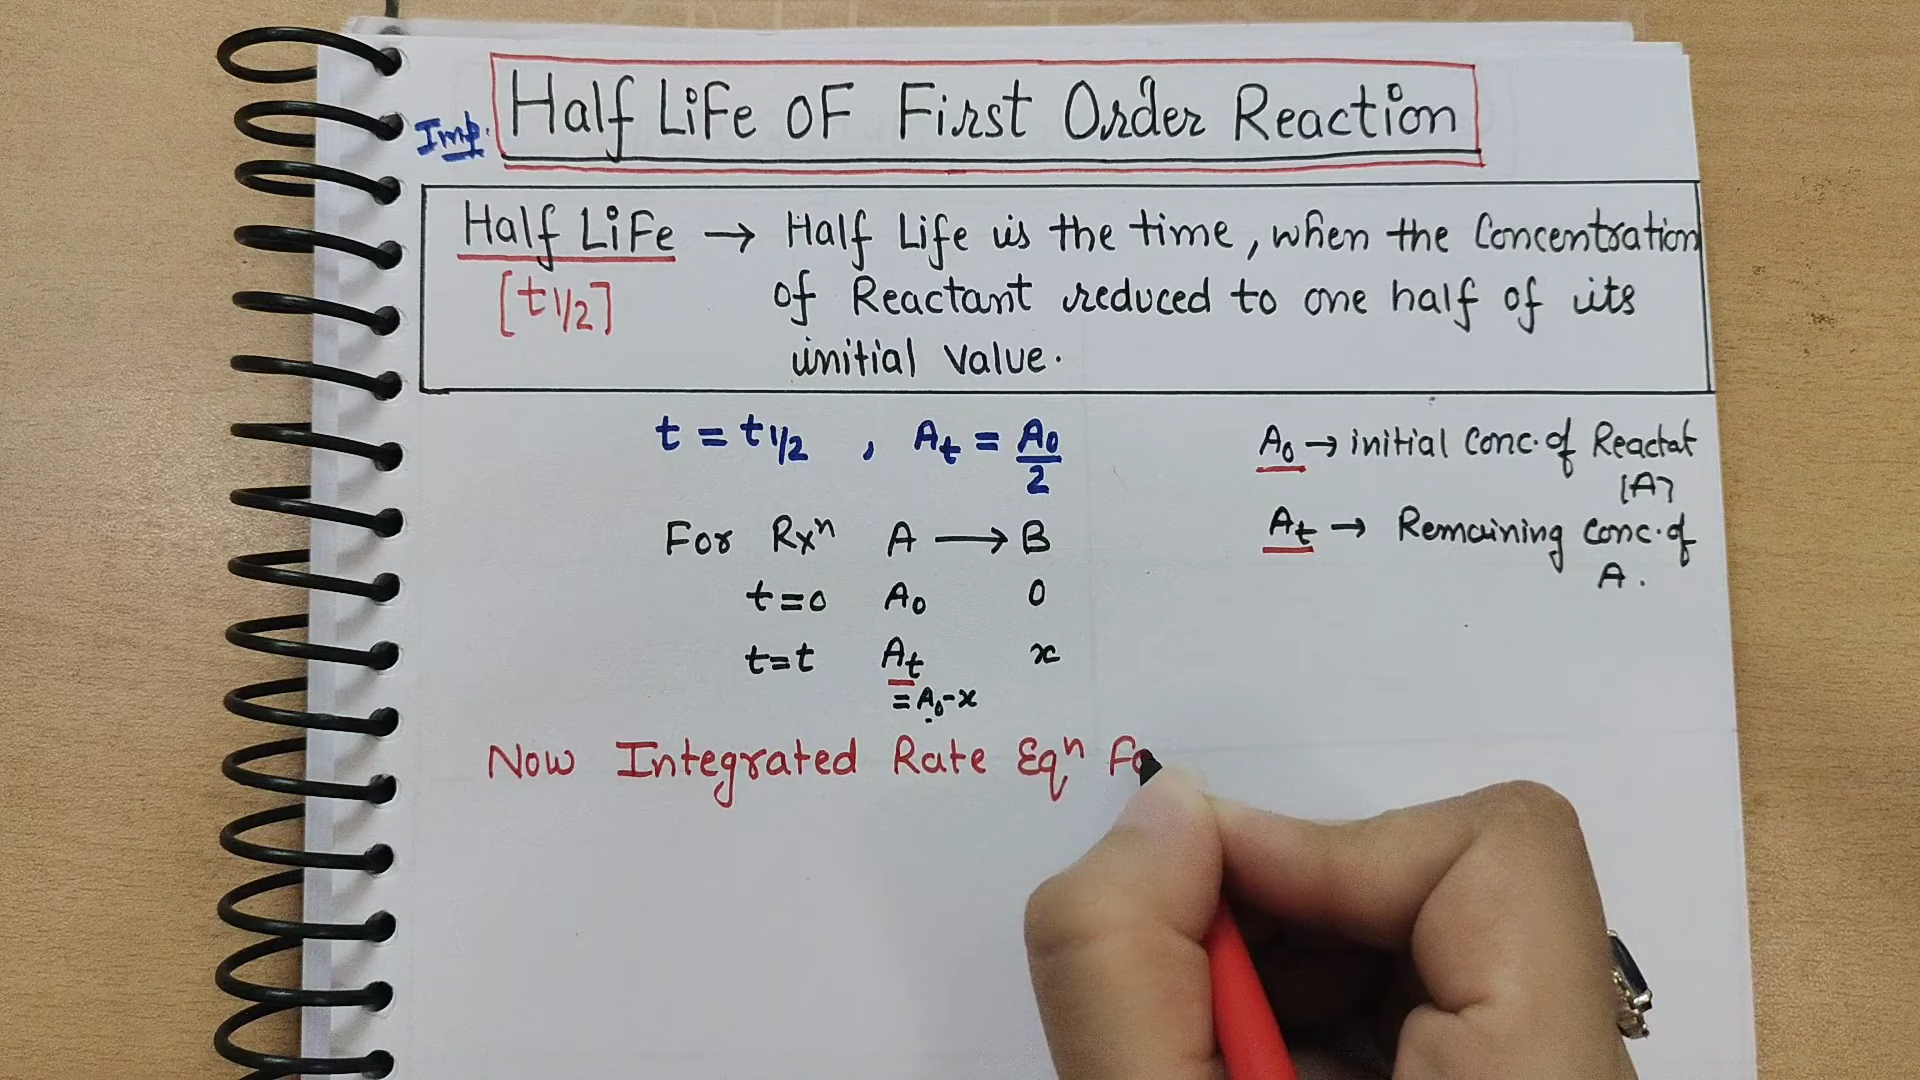 Imp. Half Life OF First Order Reaction
Half Life → Half Life is the time, when the Concentration
[t1/2] of Reactant reduced to one half of its
initial Value.
t = t1/2 , At = A0/2
A0 → initial Conc. of Reactat
[A]
For Rxⁿ A → B
At → Remaining Conc. of
A.
t=0 A0 0
t=t At x
= A0-x
Now Integrated Rate Eqⁿ Fo